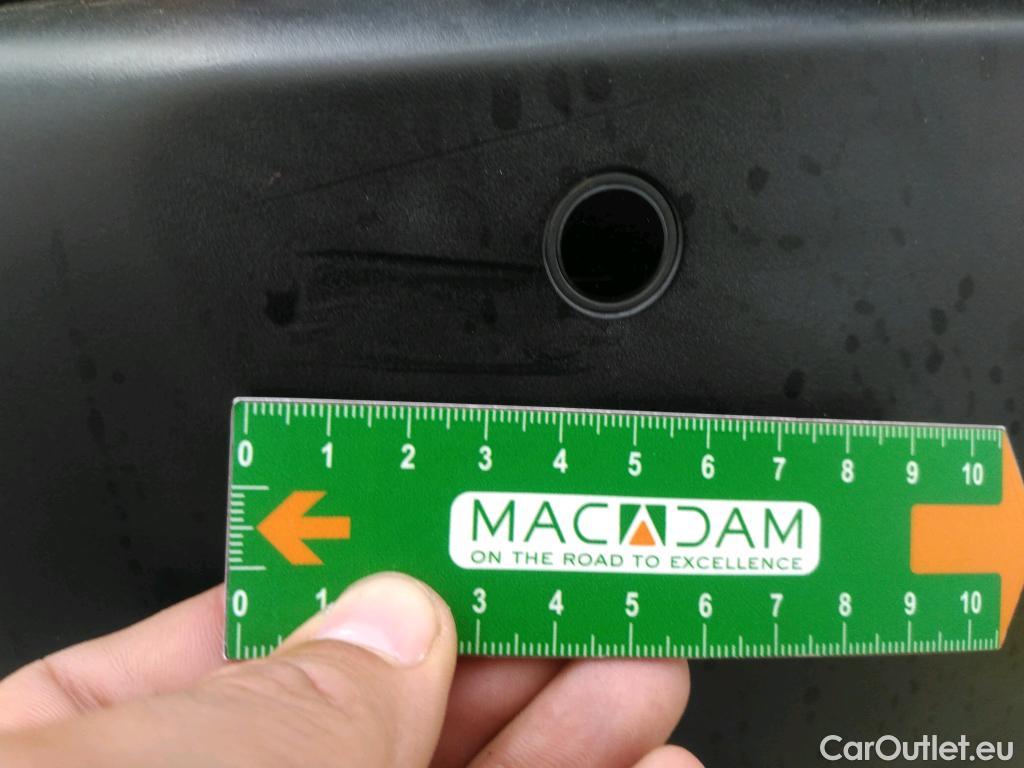 0 1 2 3 4 5 6 7 8 9 10
MACADAM
ON THE ROAD TO EXCELLENCE
0 1 3 4 5 6 7 8 9 10
CarOutlet.eu